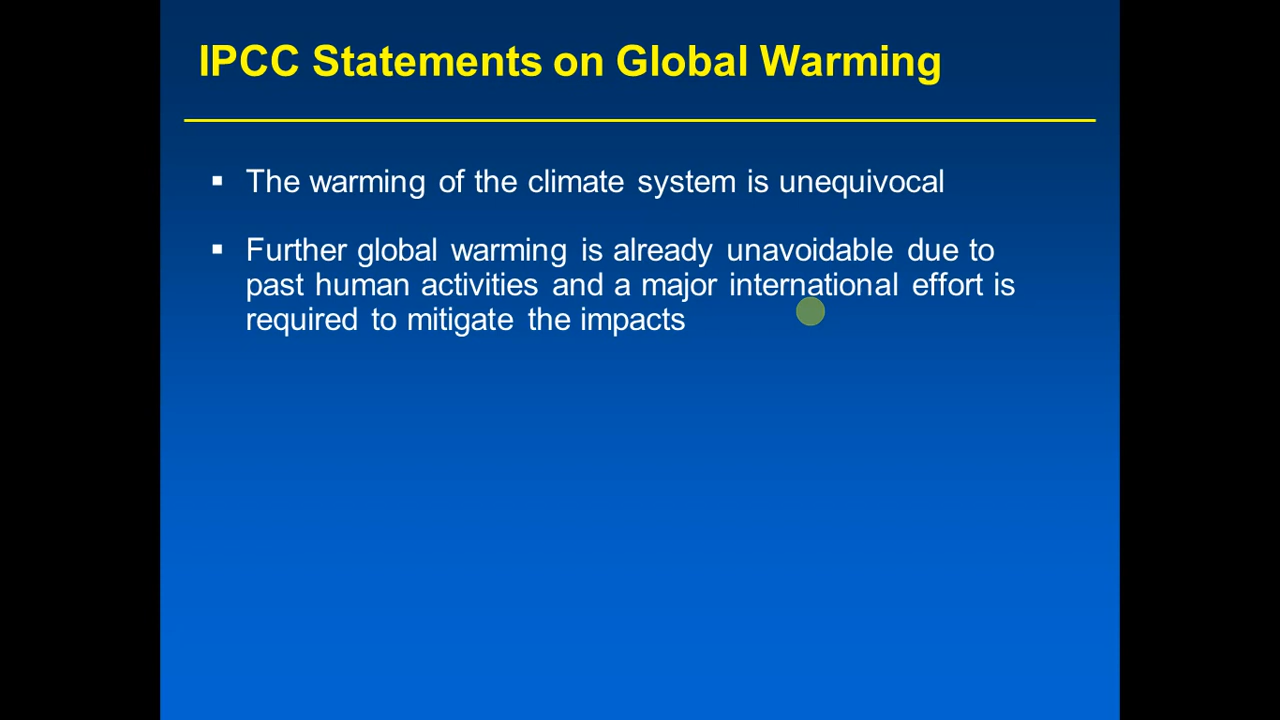 IPCC Statements on Global Warming
▪ The warming of the climate system is unequivocal
▪ Further global warming is already unavoidable due to
past human activities and a major international effort is
required to mitigate the impacts